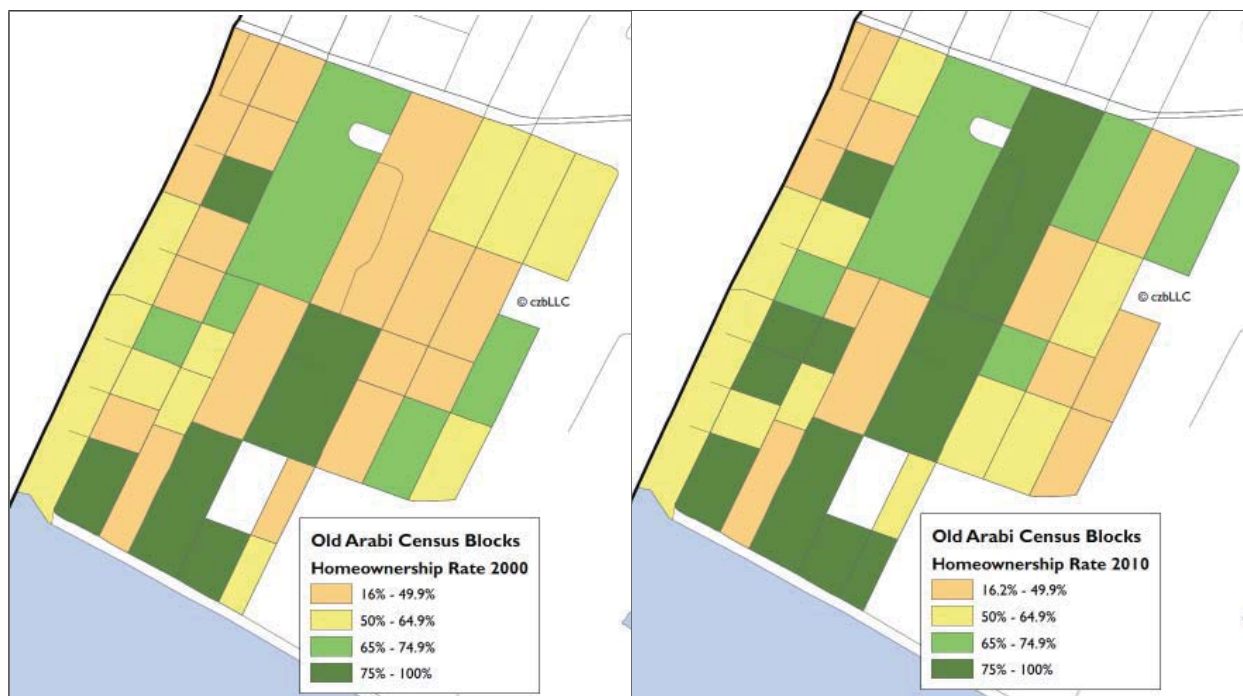 © czbLLC
Old Arabi Census Blocks
Homeownership Rate 2000
16% - 49.9%
50% - 64.9%
65% - 74.9%
75% - 100%
© czbLLC
Old Arabi Census Blocks
Homeownership Rate 2010
16.2% - 49.9%
50% - 64.9%
65% - 74.9%
75% - 100%